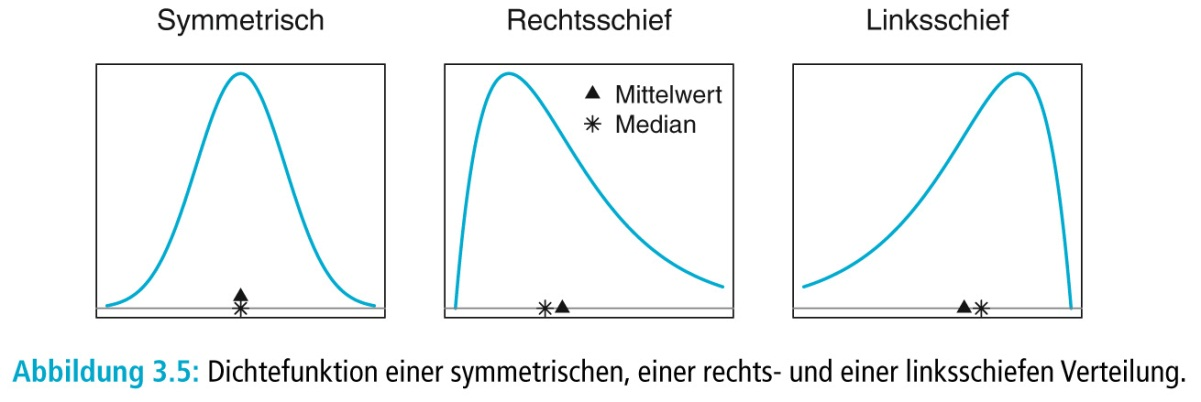 Symmetrisch
Rechtsschief
Linksschief
Mittelwert
Median
Abbildung 3.5: Dichtefunktion einer symmetrischen, einer rechts- und einer linksschiefen Verteilung.